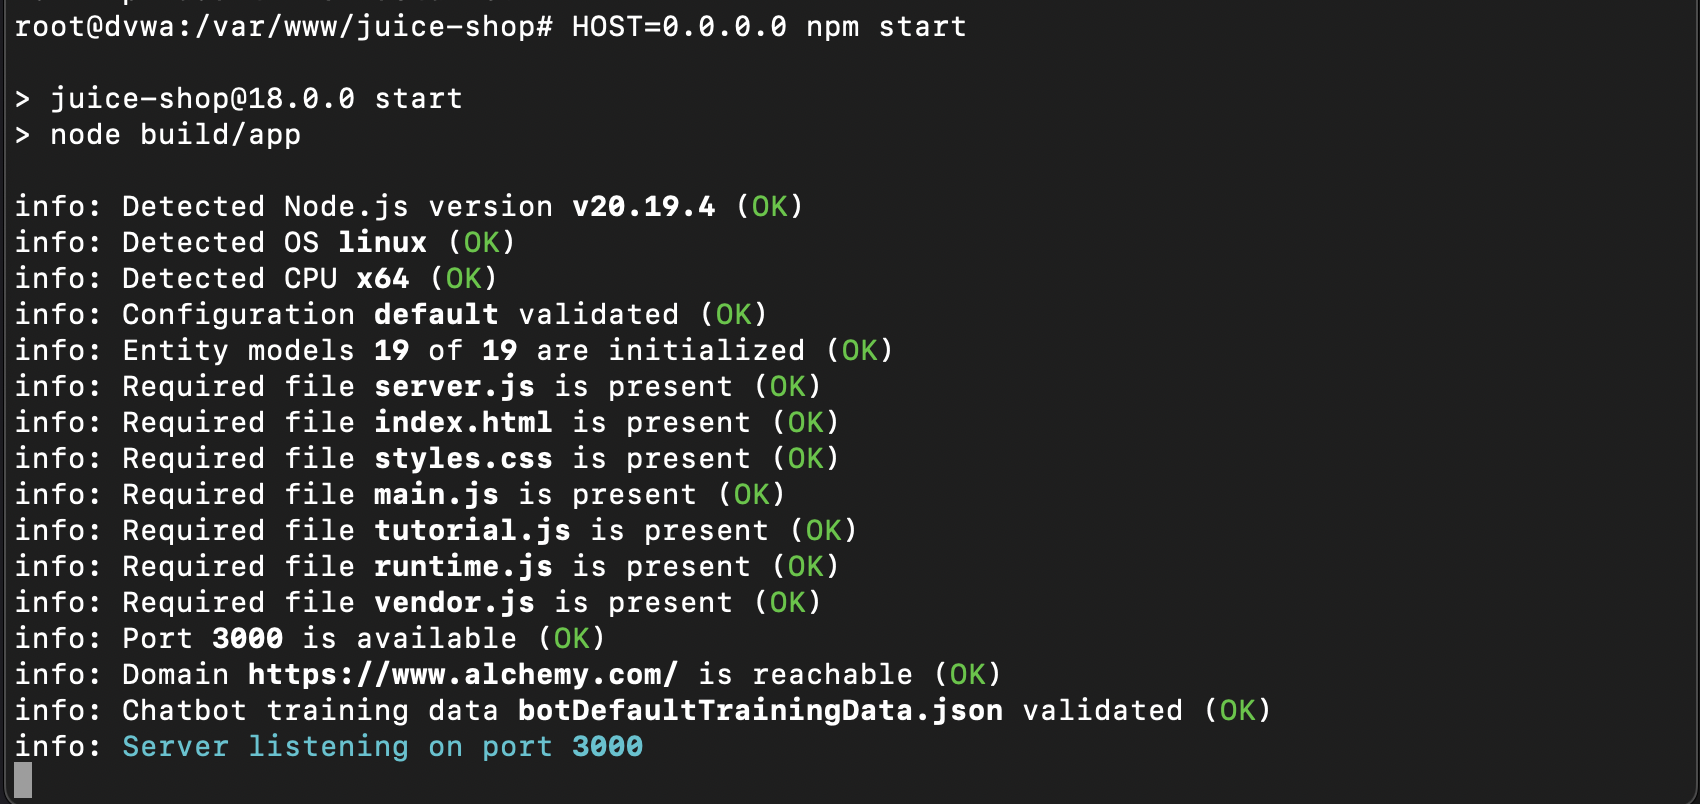 root@dvwa:/var/www/juice-shop# HOST=0.0.0.0 npm start
> juice-shop@18.0.0 start
> node build/app
info: Detected Node.js version v20.19.4 (OK)
info: Detected OS linux (OK)
info: Detected CPU x64 (OK)
info: Configuration default validated (OK)
info: Entity models 19 of 19 are initialized (OK)
info: Required file server.js is present (OK)
info: Required file index.html is present (OK)
info: Required file styles.css is present (OK)
info: Required file main.js is present (OK)
info: Required file tutorial.js is present (OK)
info: Required file runtime.js is present (OK)
info: Required file vendor.js is present (OK)
info: Port 3000 is available (OK)
info: Domain https://www.alchemy.com/ is reachable (OK)
info: Chatbot training data botDefaultTrainingData.json validated (OK)
info: Server listening on port 3000